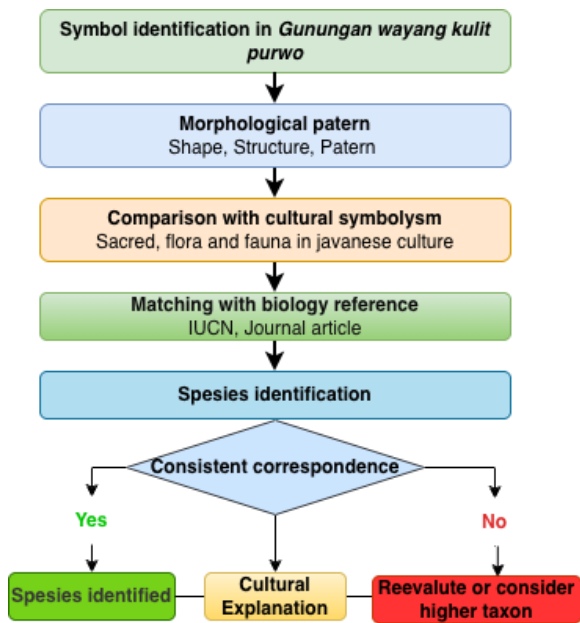 Symbol identification in Gunungan wayang kulit
purwo
Morphological patern
Shape, Structure, Patern
Comparison with cultural symbolysm
Sacred, flora and fauna in javanese culture
Matching with biology reference
IUCN, Journal article
Spesies identification
Consistent correspondence
Yes
No
Spesies identified
Cultural
Explanation
Reevalute or consider
higher taxon